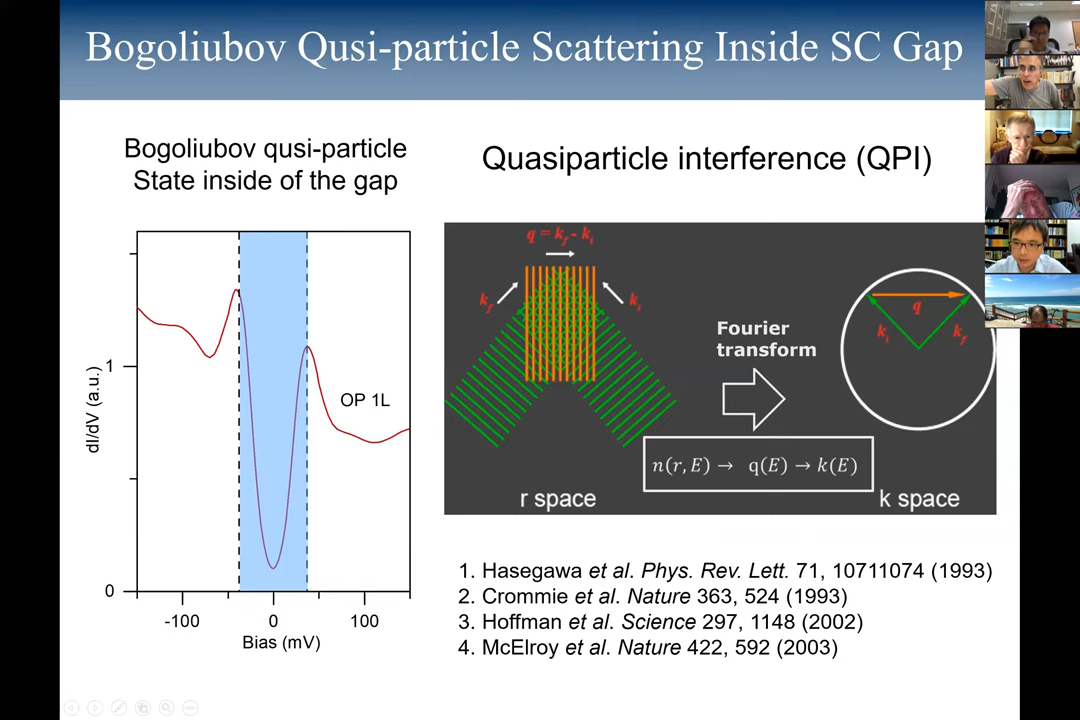 Bogoliubov Qusi-particle Scattering Inside SC Gap
Bogoliubov qusi-particle
State inside of the gap
Quasiparticle interference (QPI)
dI/dV (a.u.)
1
0
OP 1L
-100
0
100
Bias (mV)
q = k_f - k_i
k_f
k_i
r space
Fourier
transform
n(r,E) → q(E) → k(E)
q
k_i
k_f
k space
1. Hasegawa et al. Phys. Rev. Lett. 71, 10711074 (1993)
2. Crommie et al. Nature 363, 524 (1993)
3. Hoffman et al. Science 297, 1148 (2002)
4. McElroy et al. Nature 422, 592 (2003)